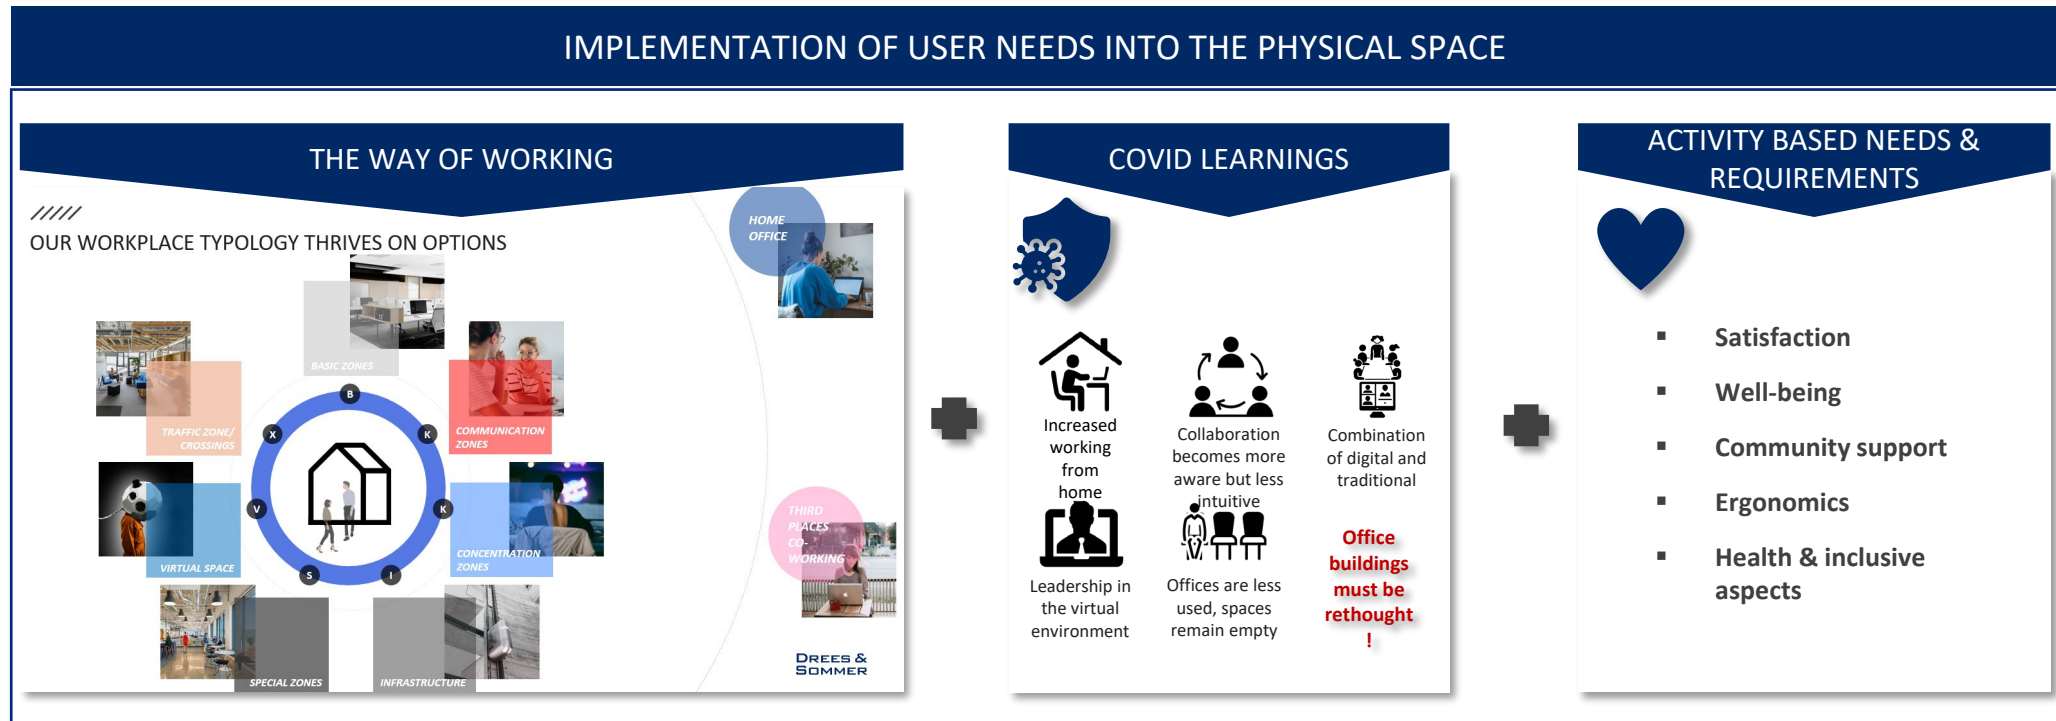 IMPLEMENTATION OF USER NEEDS INTO THE PHYSICAL SPACE
THE WAY OF WORKING
/////
OUR WORKPLACE TYPOLOGY THRIVES ON OPTIONS
HOME
OFFICE
BASIC ZONES
TRAFFIC ZONE/
CROSSINGS
COMMUNICATION
ZONES
B
X
K
V
K
S
I
VIRTUAL SPACE
CONCENTRATION
ZONES
THIRD
PLACES
CO-
WORKING
SPECIAL ZONES
INFRASTRUCTURE
DREES &
SOMMER
COVID LEARNINGS
Increased
working
from
home
Collaboration
becomes more
aware but less
intuitive
Combination
of digital and
traditional
Leadership in
the virtual
environment
Offices are less
used, spaces
remain empty
Office
buildings
must be
rethought
!
ACTIVITY BASED NEEDS &
REQUIREMENTS
▪ Satisfaction
▪ Well-being
▪ Community support
▪ Ergonomics
▪ Health & inclusive
aspects